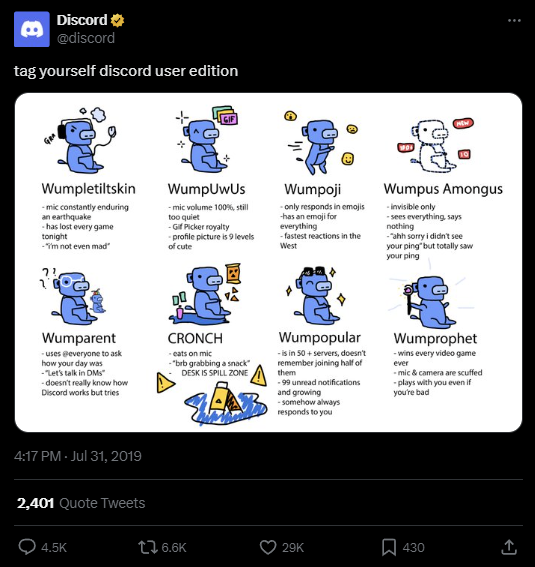 Discord
@discord
tag yourself discord user edition
GRR
GIF
NEW
Wumpletiltskin
- mic constantly enduring
an earthquake
- has lost every game
tonight
- "i'm not even mad"
WumpUwUs
- mic volume 100%, still
too quiet
- Gif Picker royalty
- profile picture is 9 levels
of cute
Wumpoji
- only responds in emojis
-has an emoji for
everything
- fastest reactions in the
West
Wumpus Amongus
- invisible only
- sees everything, says
nothing
- "ahh sorry i didn't see
your ping" but totally saw
your ping
? ?
?
Wumparent
- uses @everyone to ask
how your day was
- "Let's talk in DMs"
- doesn't really know how
Discord works but tries
CRONCH
- eats on mic
- "brb grabbing a snack"
- DESK IS SPILL ZONE
! !
Wumpopular
- is in 50 + servers, doesn't
remember joining half of
them
- 99 unread notifications
and growing
- somehow always
responds to you
Wumprophet
- wins every video game
ever
- mic & camera are scuffed
- plays with you even if
you're bad
4:17 PM · Jul 31, 2019
2,401 Quote Tweets
4.5K 6.6K 29K 430